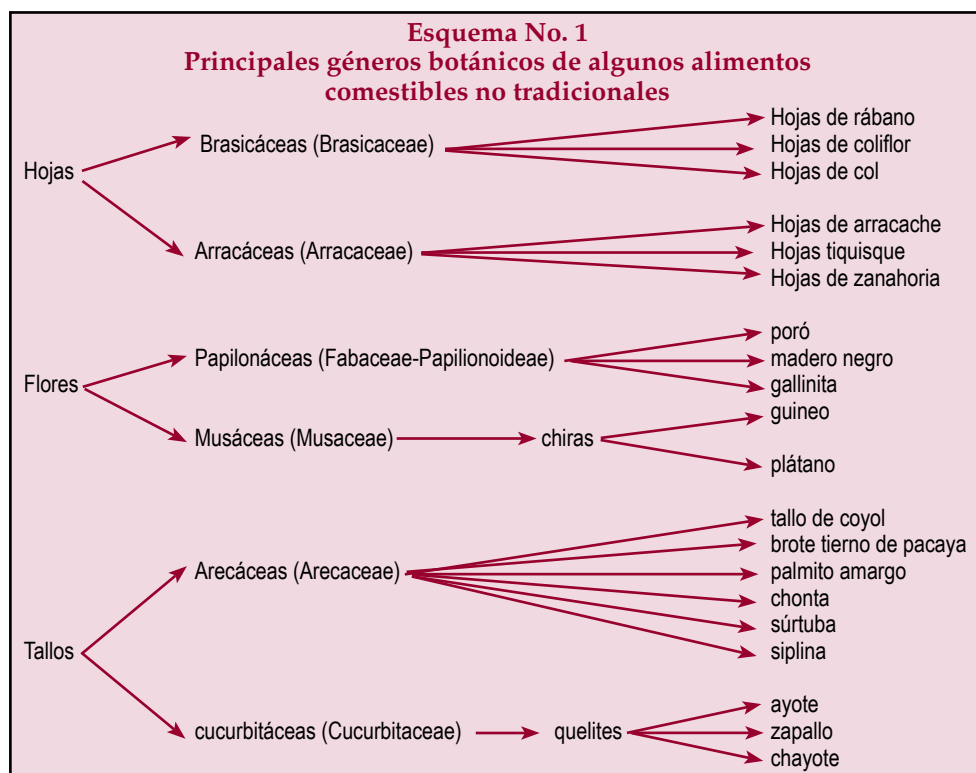 Esquema No. 1
Principales géneros botánicos de algunos alimentos
comestibles no tradicionales
Hojas
Brasicáceas (Brasicaceae)
Hojas de rábano
Hojas de coliflor
Hojas de col
Arracáceas (Arracaceae)
Hojas de arracache
Hojas tiquisque
Hojas de zanahoria
Flores
Papilonáceas (Fabaceae-Papilionoideae)
poró
madero negro
gallinita
Musáceas (Musaceae)
chiras
guineo
plátano
Tallos
Arecáceas (Arecaceae)
tallo de coyol
brote tierno de pacaya
palmito amargo
chonta
súrtuba
siplina
cucurbitáceas (Cucurbitaceae)
quelites
ayote
zapallo
chayote